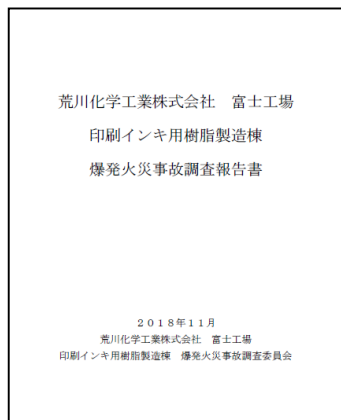 荒川化学工業株式会社　富士工場
印刷インキ用樹脂製造棟
爆発火災事故調査報告書
２０１８年１１月
荒川化学工業株式会社　富士工場
印刷インキ用樹脂製造棟　爆発火災事故調査委員会